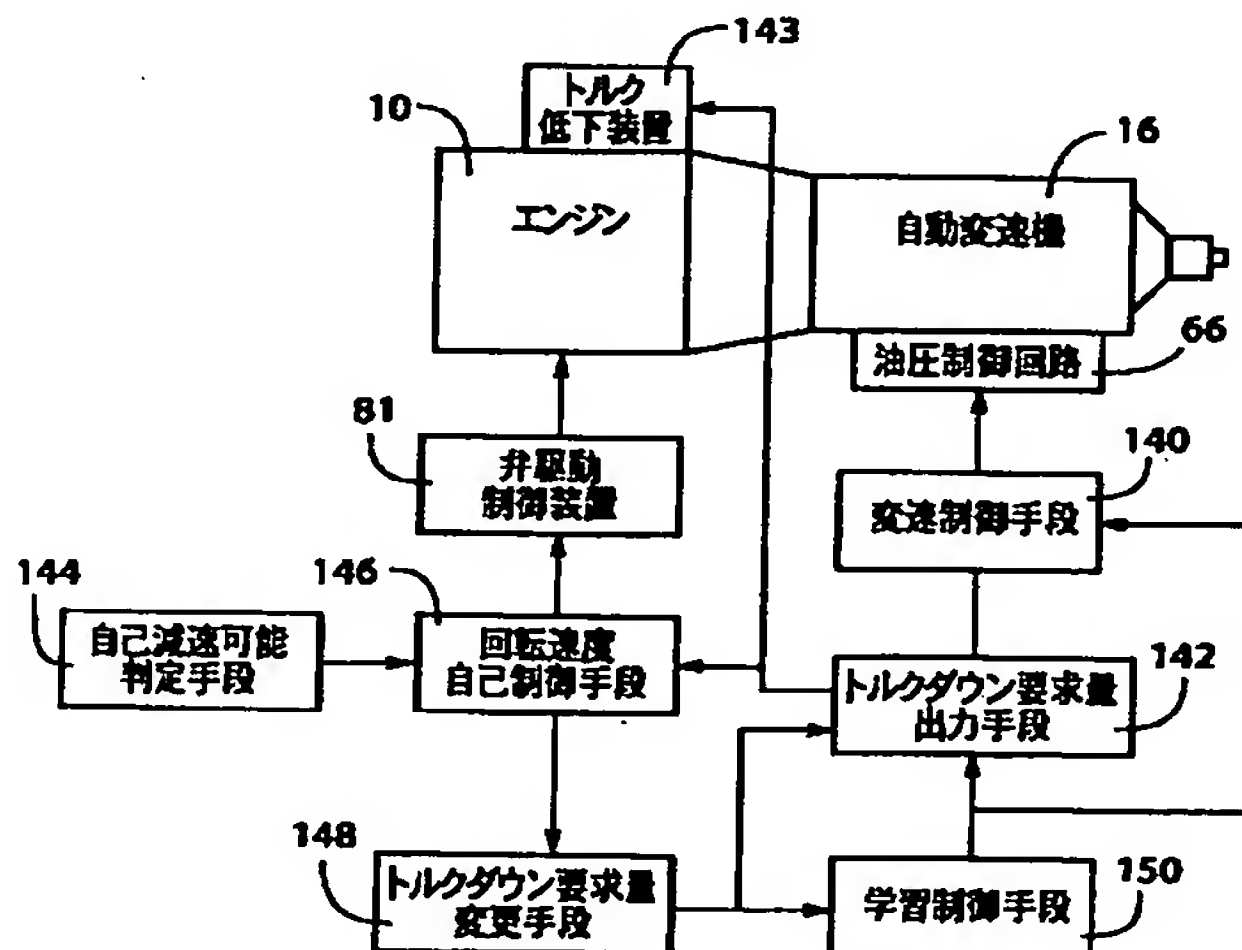 143
トルク
低下装置
10
エンジン
16
自動変速機
66
油圧制御回路
81
弁駆動
制御装置
140
変速制御手段
144
自己減速可能
判定手段
146
回転速度
自己制御手段
142
トルクダウン要求量
出力手段
148
トルクダウン要求量
変更手段
150
学習制御手段